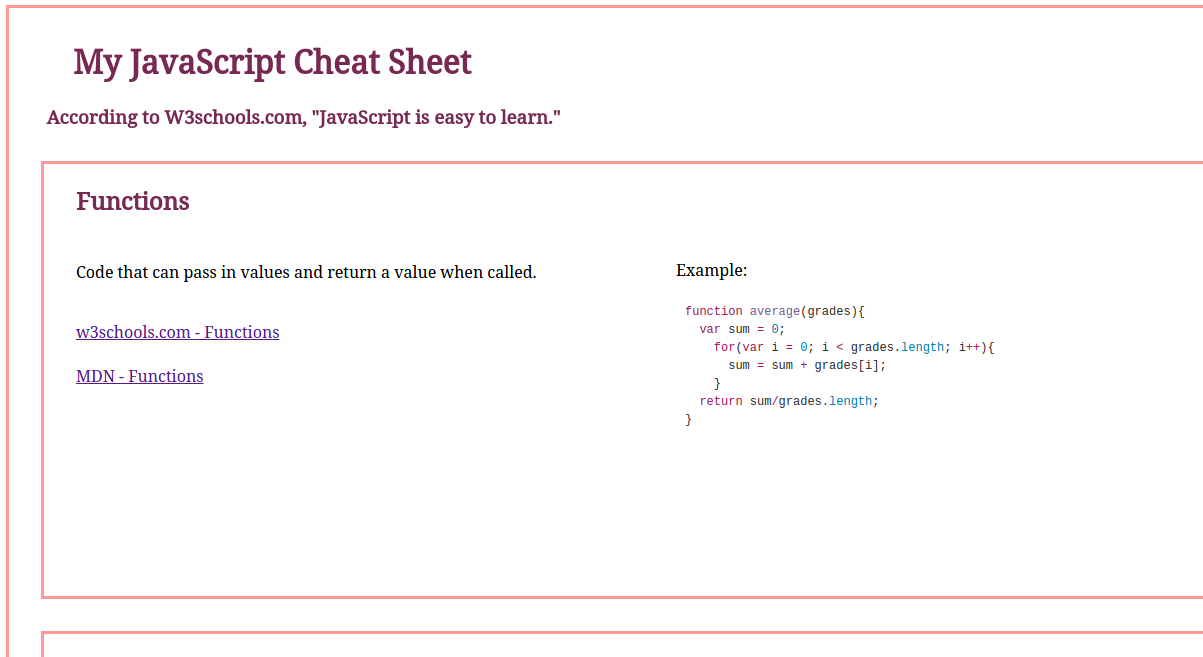 My JavaScript Cheat Sheet
According to W3schools.com, "JavaScript is easy to learn."
Functions
Code that can pass in values and return a value when called.
w3schools.com - Functions
MDN - Functions
Example:
function average(grades){
  var sum = 0;
    for(var i = 0; i < grades.length; i++){
      sum = sum + grades[i];
    }
  return sum/grades.length;
}